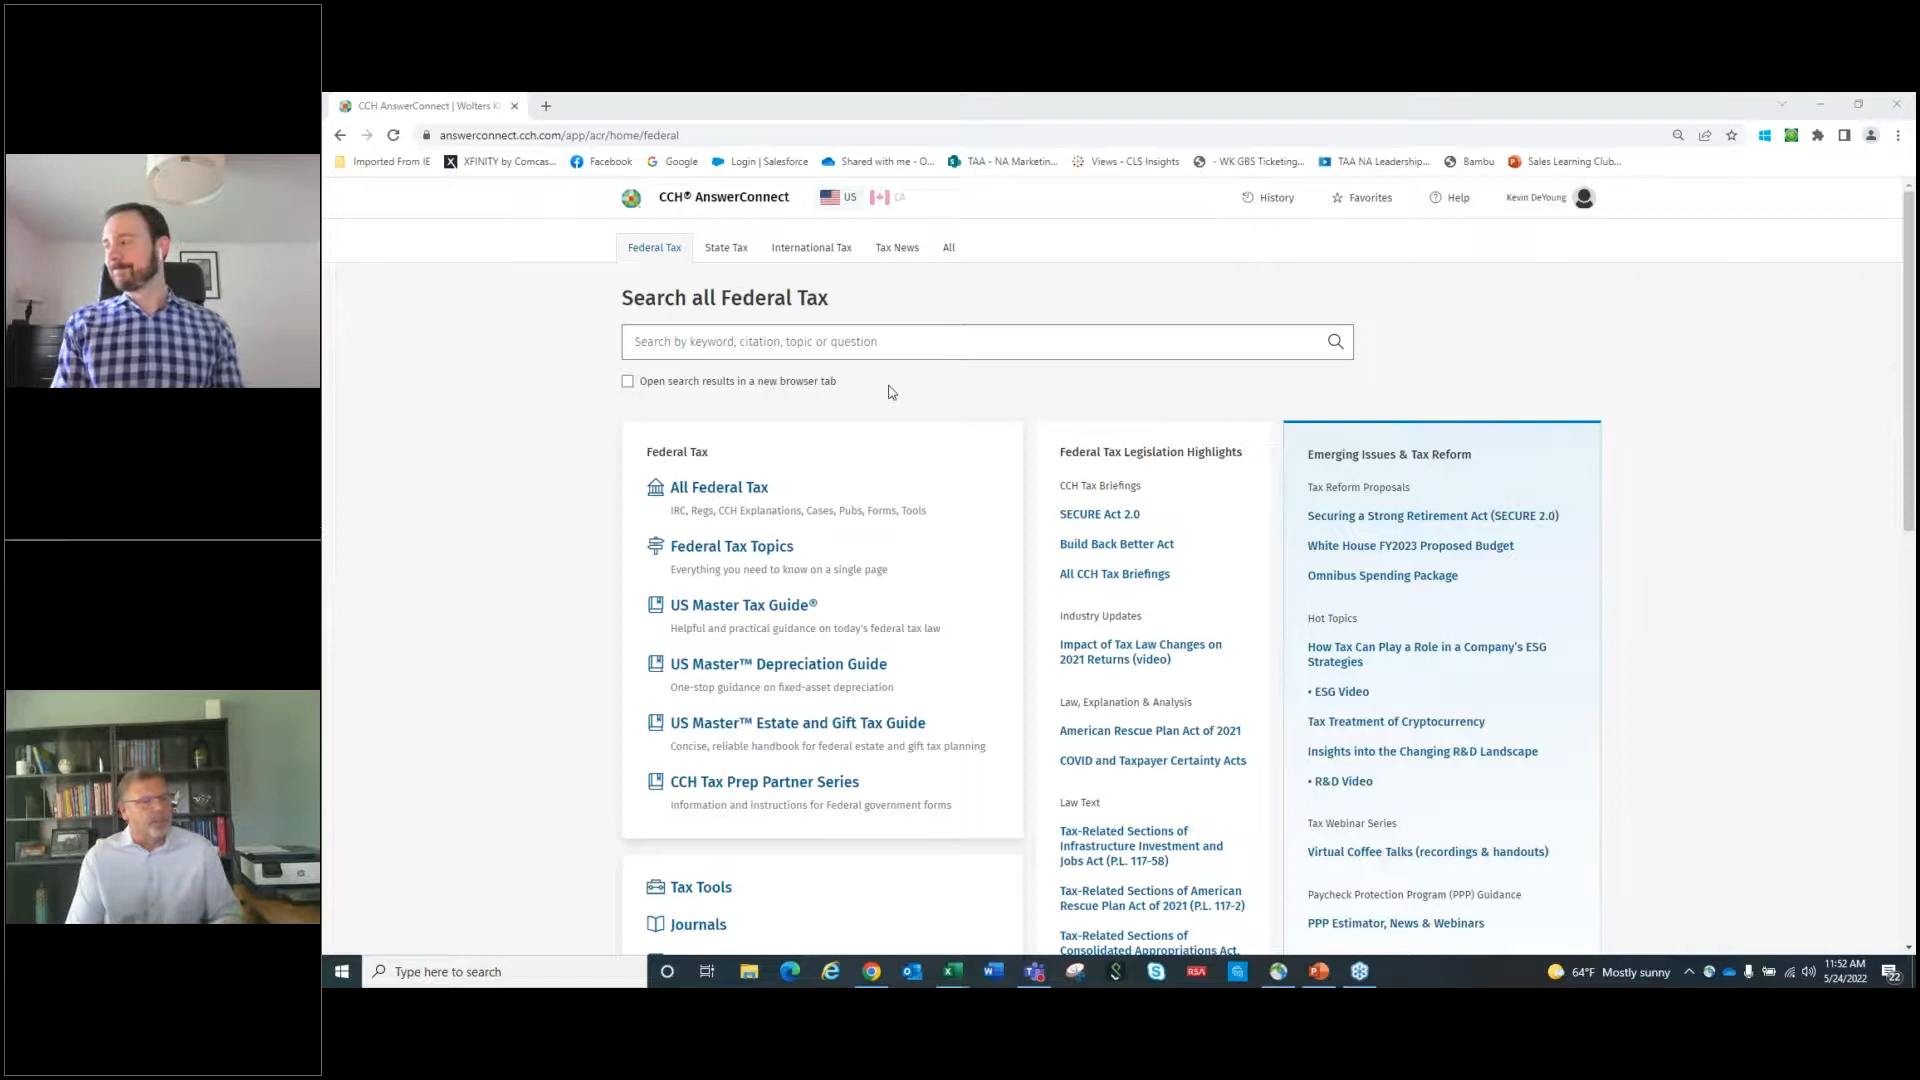 CCH AnswerConnect | Wolters K
answerconnect.cch.com/app/acr/home/federal
Imported From IE XFINITY by Comcas... Facebook Google Login | Salesforce Shared with me - O... TAA - NA Marketin... Views - CLS Insights - WK GBS Ticketing... TAA NA Leadership... Bambu Sales Learning Club...
CCH® AnswerConnect US CA History Favorites Help Kevin DeYoung
Federal Tax State Tax International Tax Tax News All
Search all Federal Tax
Search by keyword, citation, topic or question
Open search results in a new browser tab
Federal Tax
All Federal Tax
IRC, Regs, CCH Explanations, Cases, Pubs, Forms, Tools
Federal Tax Topics
Everything you need to know on a single page
US Master Tax Guide®
Helpful and practical guidance on today's federal tax law
US Master™ Depreciation Guide
One-stop guidance on fixed-asset depreciation
US Master™ Estate and Gift Tax Guide
Concise, reliable handbook for federal estate and gift tax planning
CCH Tax Prep Partner Series
Information and instructions for Federal government forms
Tax Tools
Journals
Federal Tax Legislation Highlights
CCH Tax Briefings
SECURE Act 2.0
Build Back Better Act
All CCH Tax Briefings
Industry Updates
Impact of Tax Law Changes on
2021 Returns (video)
Law, Explanation & Analysis
American Rescue Plan Act of 2021
COVID and Taxpayer Certainty Acts
Law Text
Tax-Related Sections of
Infrastructure Investment and
Jobs Act (P.L. 117-58)
Tax-Related Sections of American
Rescue Plan Act of 2021 (P.L. 117-2)
Tax-Related Sections of
Consolidated Appropriations Act,
Emerging Issues & Tax Reform
Tax Reform Proposals
Securing a Strong Retirement Act (SECURE 2.0)
White House FY2023 Proposed Budget
Omnibus Spending Package
Hot Topics
How Tax Can Play a Role in a Company's ESG
Strategies
• ESG Video
Tax Treatment of Cryptocurrency
Insights into the Changing R&D Landscape
• R&D Video
Tax Webinar Series
Virtual Coffee Talks (recordings & handouts)
Paycheck Protection Program (PPP) Guidance
PPP Estimator, News & Webinars
Type here to search
RSA
64°F Mostly sunny
11:52 AM
5/24/2022
22